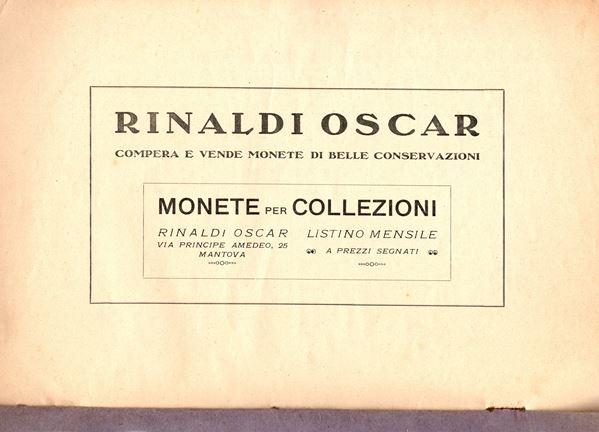 RINALDI OSCAR
COMPERA E VENDE MONETE DI BELLE CONSERVAZIONI
MONETE PER COLLEZIONI
RINALDI OSCAR
VIA PRINCIPE AMEDEO, 25
MANTOVA
LISTINO MENSILE
A PREZZI SEGNATI